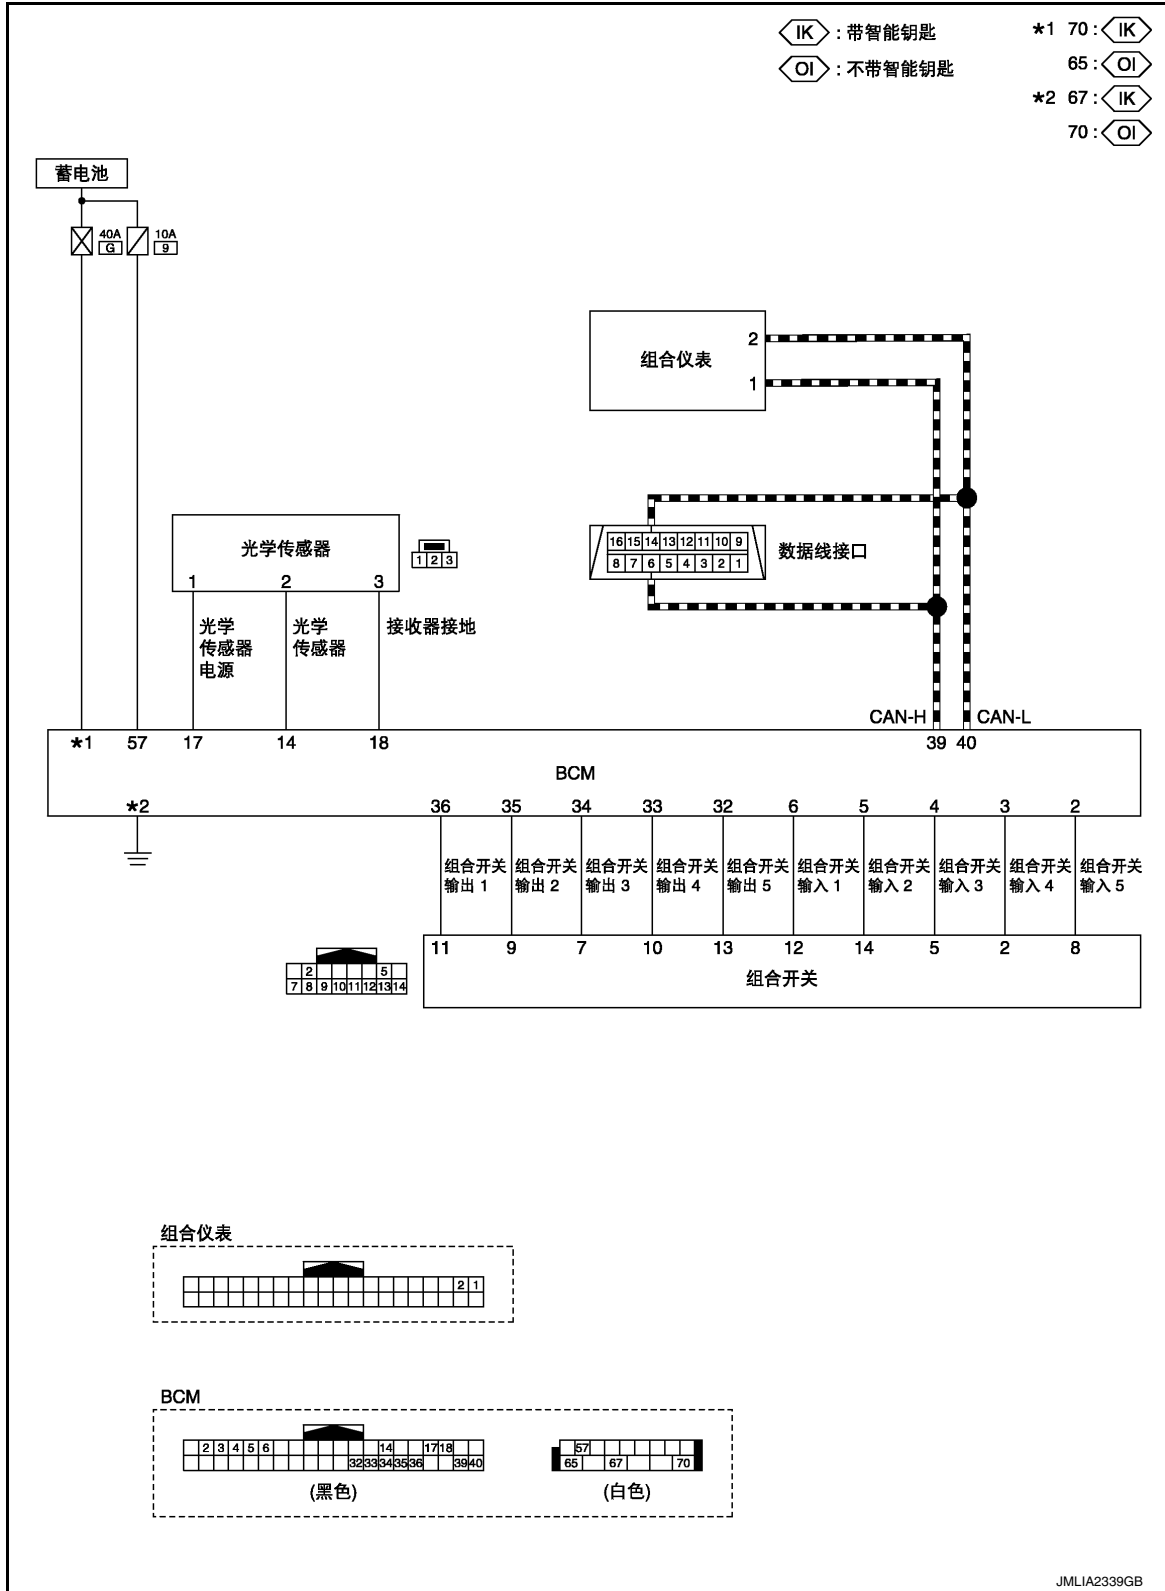 IK : 带智能钥匙
OI : 不带智能钥匙
★1 70 : IK
65 : OI
★2 67 : IK
70 : OI
蓄电池
40A
G
10A
9
组合仪表
2
1
光学传感器
1 2 3
1 2 3
光学
传感器
电源
光学
传感器
接收器接地
16 15 14 13 12 11 10 9
8 7 6 5 4 3 2 1
数据线接口
CAN-H
CAN-L
★1 57 17 14 18 39 40
BCM
★2 36 35 34 33 32 6 5 4 3 2
组合开关
输出 1
组合开关
输出 2
组合开关
输出 3
组合开关
输出 4
组合开关
输出 5
组合开关
输入 1
组合开关
输入 2
组合开关
输入 3
组合开关
输入 4
组合开关
输入 5
11 9 7 10 13 12 14 5 2 8
组合开关
2 5
7 8 9 10 11 12 13 14
组合仪表
2 1
BCM
2 3 4 5 6 14 17 18
32 33 34 35 36 39 40
(黑色)
57
65 67 70
(白色)
JMLIA2339GB